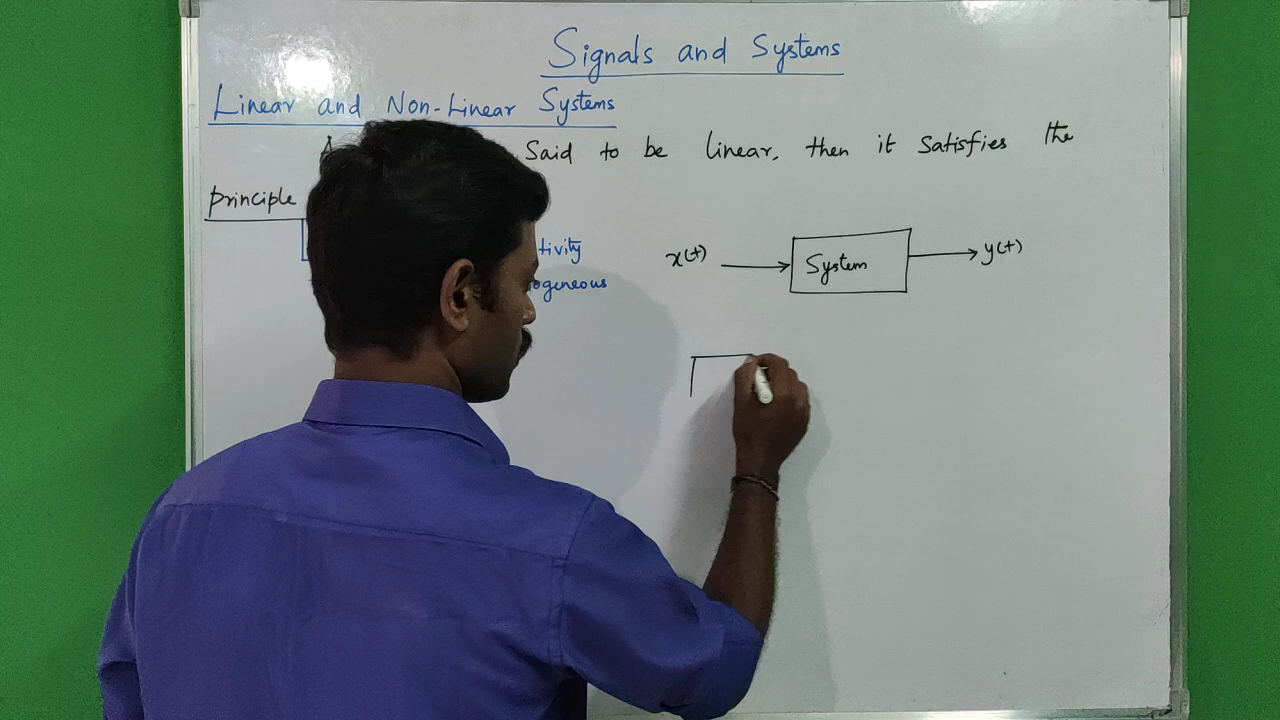 Signals and Systems
Linear and Non-Linear Systems
Said to be linear, then it satisfies the
principle
tivity
ogeneous
x(t)
System
y(t)